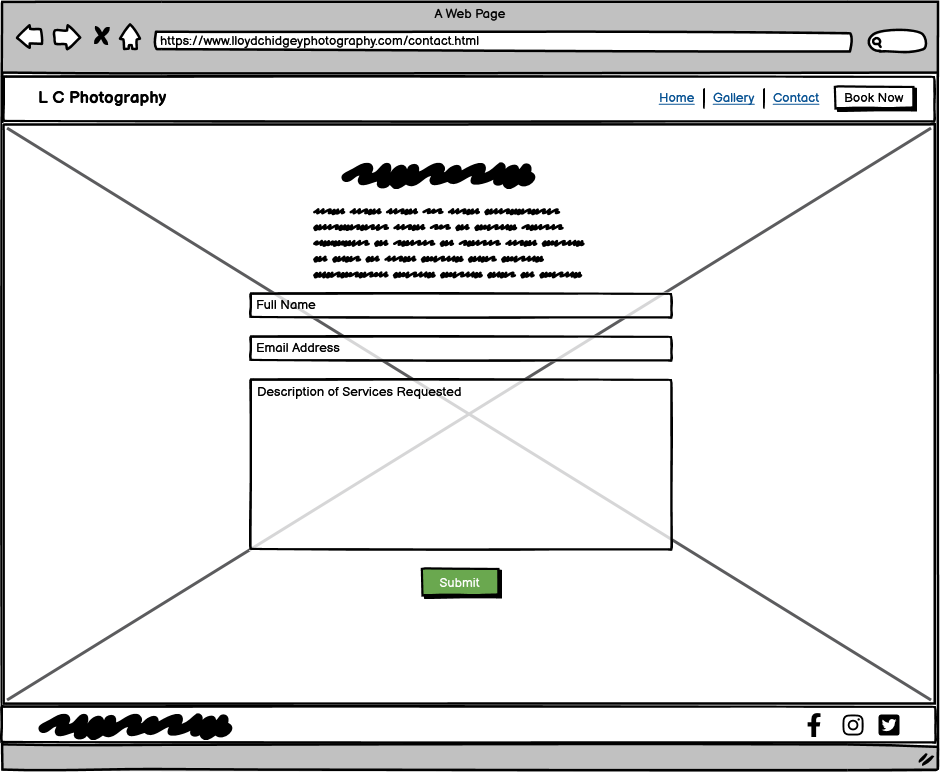 A Web Page
https://www.lloydchidgeyphotography.com/contact.html
L C Photography
Home
Gallery
Contact
Book Now
Full Name
Email Address
Description of Services Requested
Submit